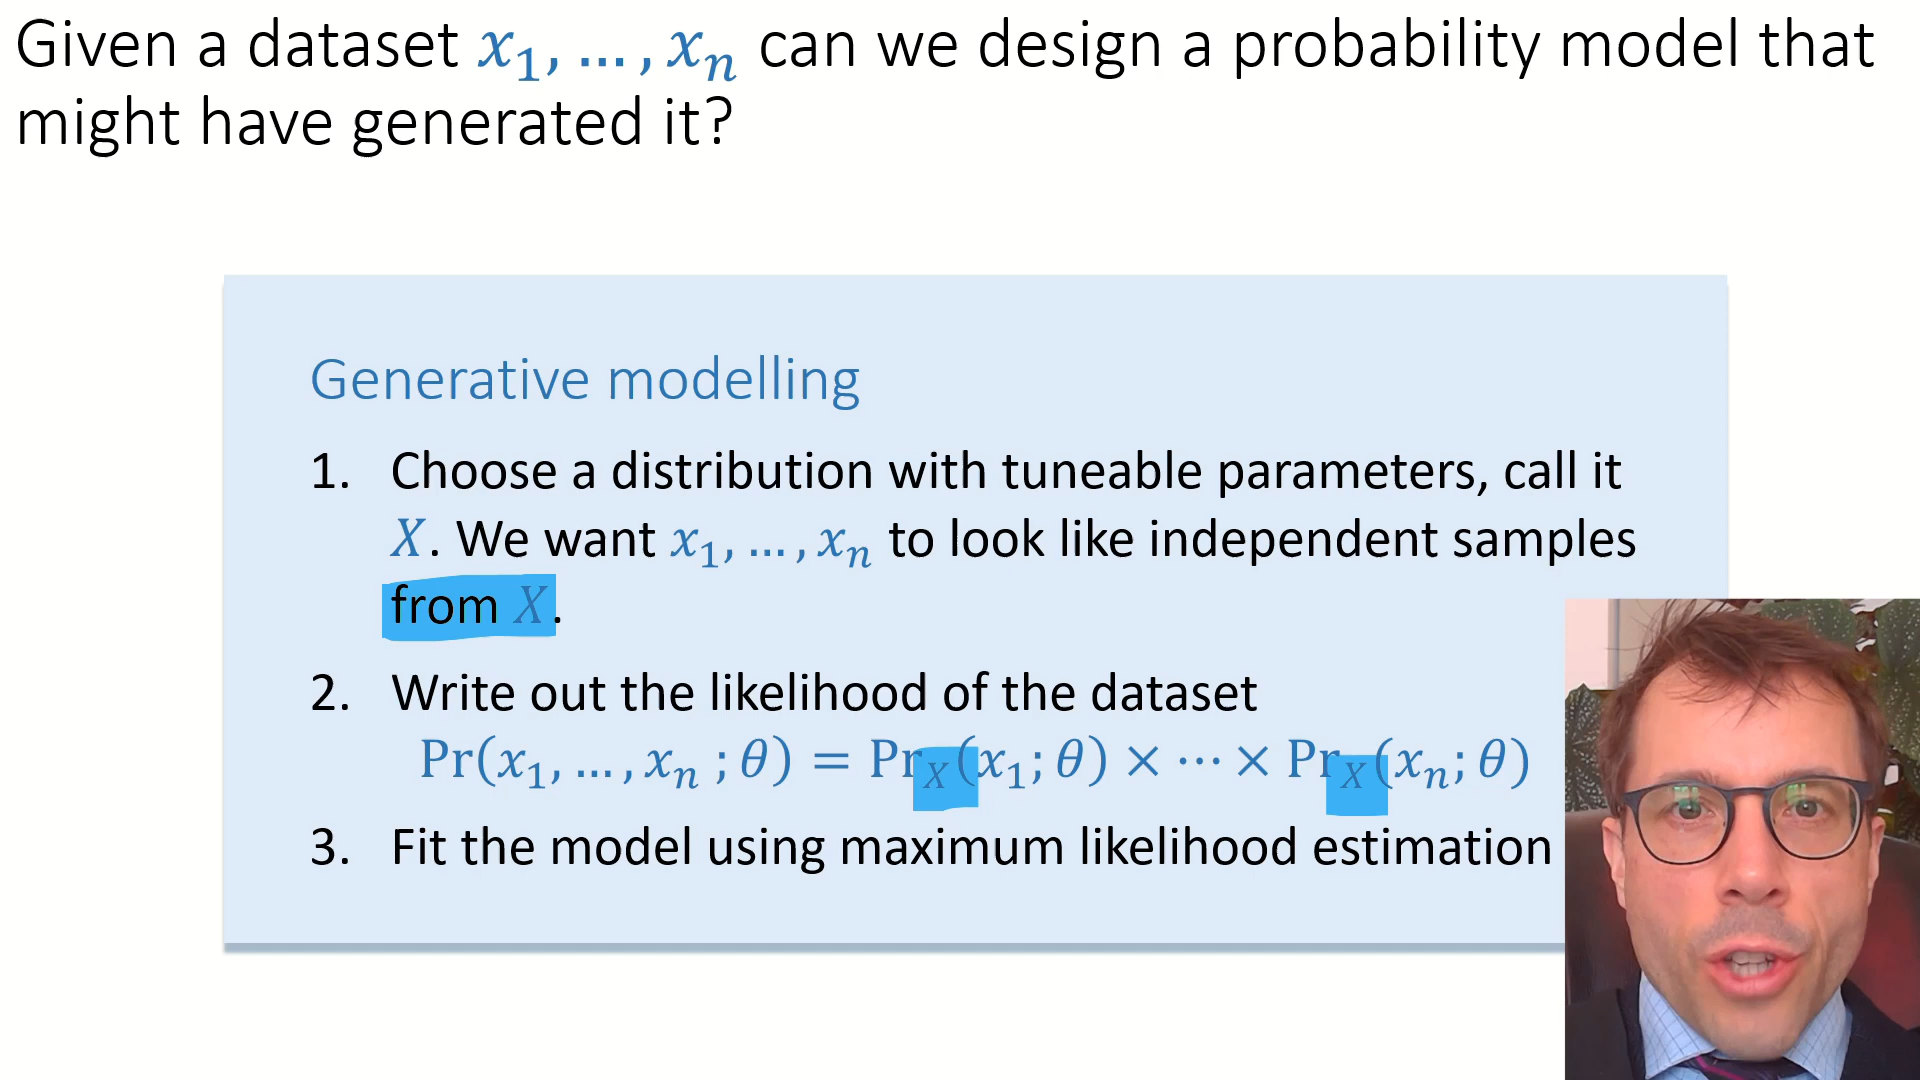 Given a dataset x₁, … , xₙ can we design a probability model that
might have generated it?
Generative modelling
1. Choose a distribution with tuneable parameters, call it
X. We want x₁, … , xₙ to look like independent samples
from X.
2. Write out the likelihood of the dataset
Pr(x₁, … , xₙ ; θ) = Pr_X(x₁; θ) × ⋯ × Pr_X(xₙ; θ)
3. Fit the model using maximum likelihood estimation